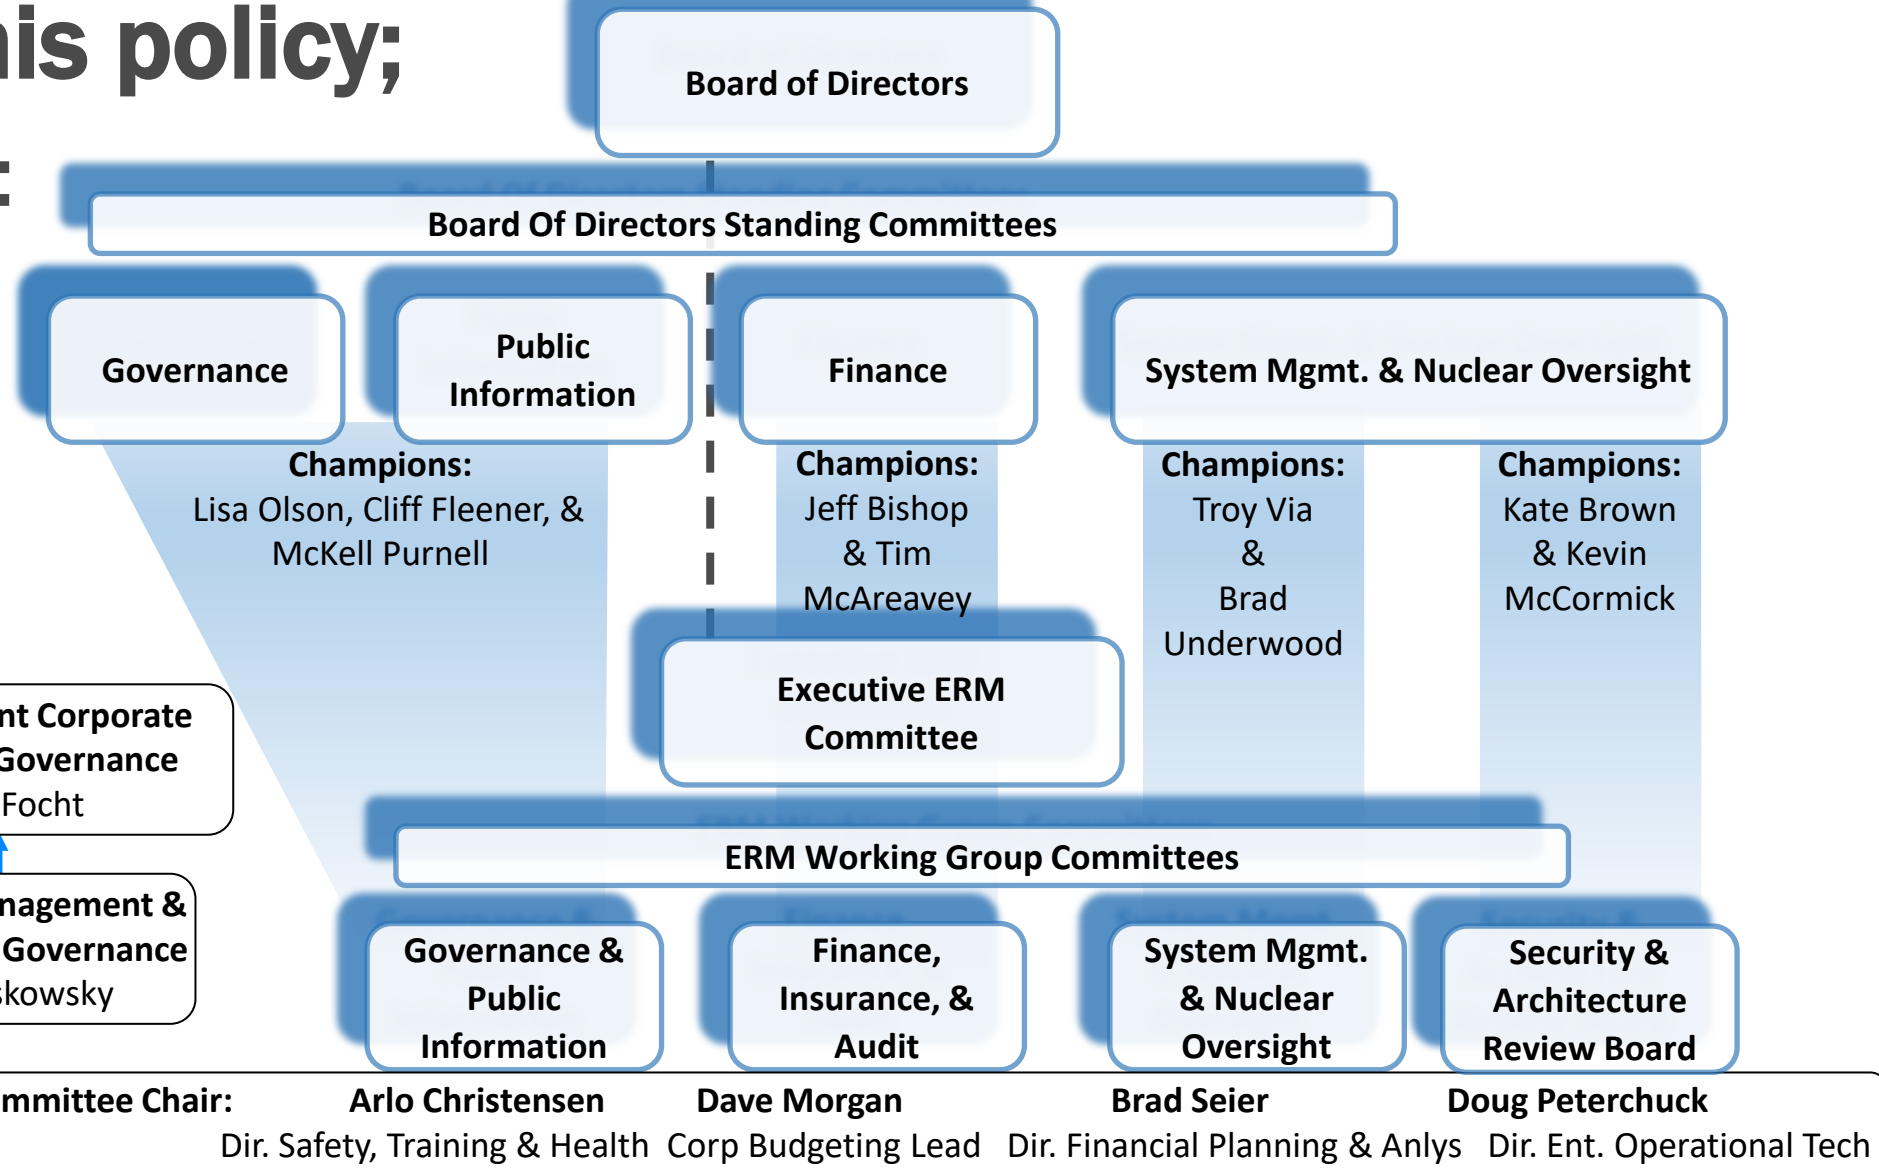 his policy;
:
Board of Directors
Board Of Directors Standing Committees
Governance
Public
Information
Finance
System Mgmt. & Nuclear Oversight
Champions:
Lisa Olson, Cliff Fleener, &
McKell Purnell
Champions:
Jeff Bishop
& Tim
McAreavey
Champions:
Troy Via
&
Brad
Underwood
Champions:
Kate Brown
& Kevin
McCormick
Executive ERM
Committee
nt Corporate
Governance
Focht
nagement &
Governance
skowsky
ERM Working Group Committees
Governance &
Public
Information
Finance,
Insurance, &
Audit
System Mgmt.
& Nuclear
Oversight
Security &
Architecture
Review Board
mmittee Chair: Arlo Christensen Dave Morgan Brad Seier Doug Peterchuck
Dir. Safety, Training & Health Corp Budgeting Lead Dir. Financial Planning & Anlys Dir. Ent. Operational Tech